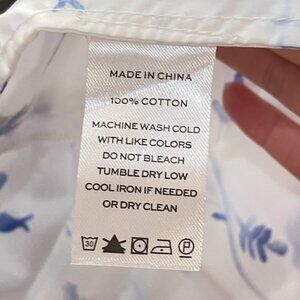 MADE IN CHINA
100% COTTON
MACHINE WASH COLD
WITH LIKE COLORS
DO NOT BLEACH
TUMBLE DRY LOW
COOL IRON IF NEEDED
OR DRY CLEAN
30 P